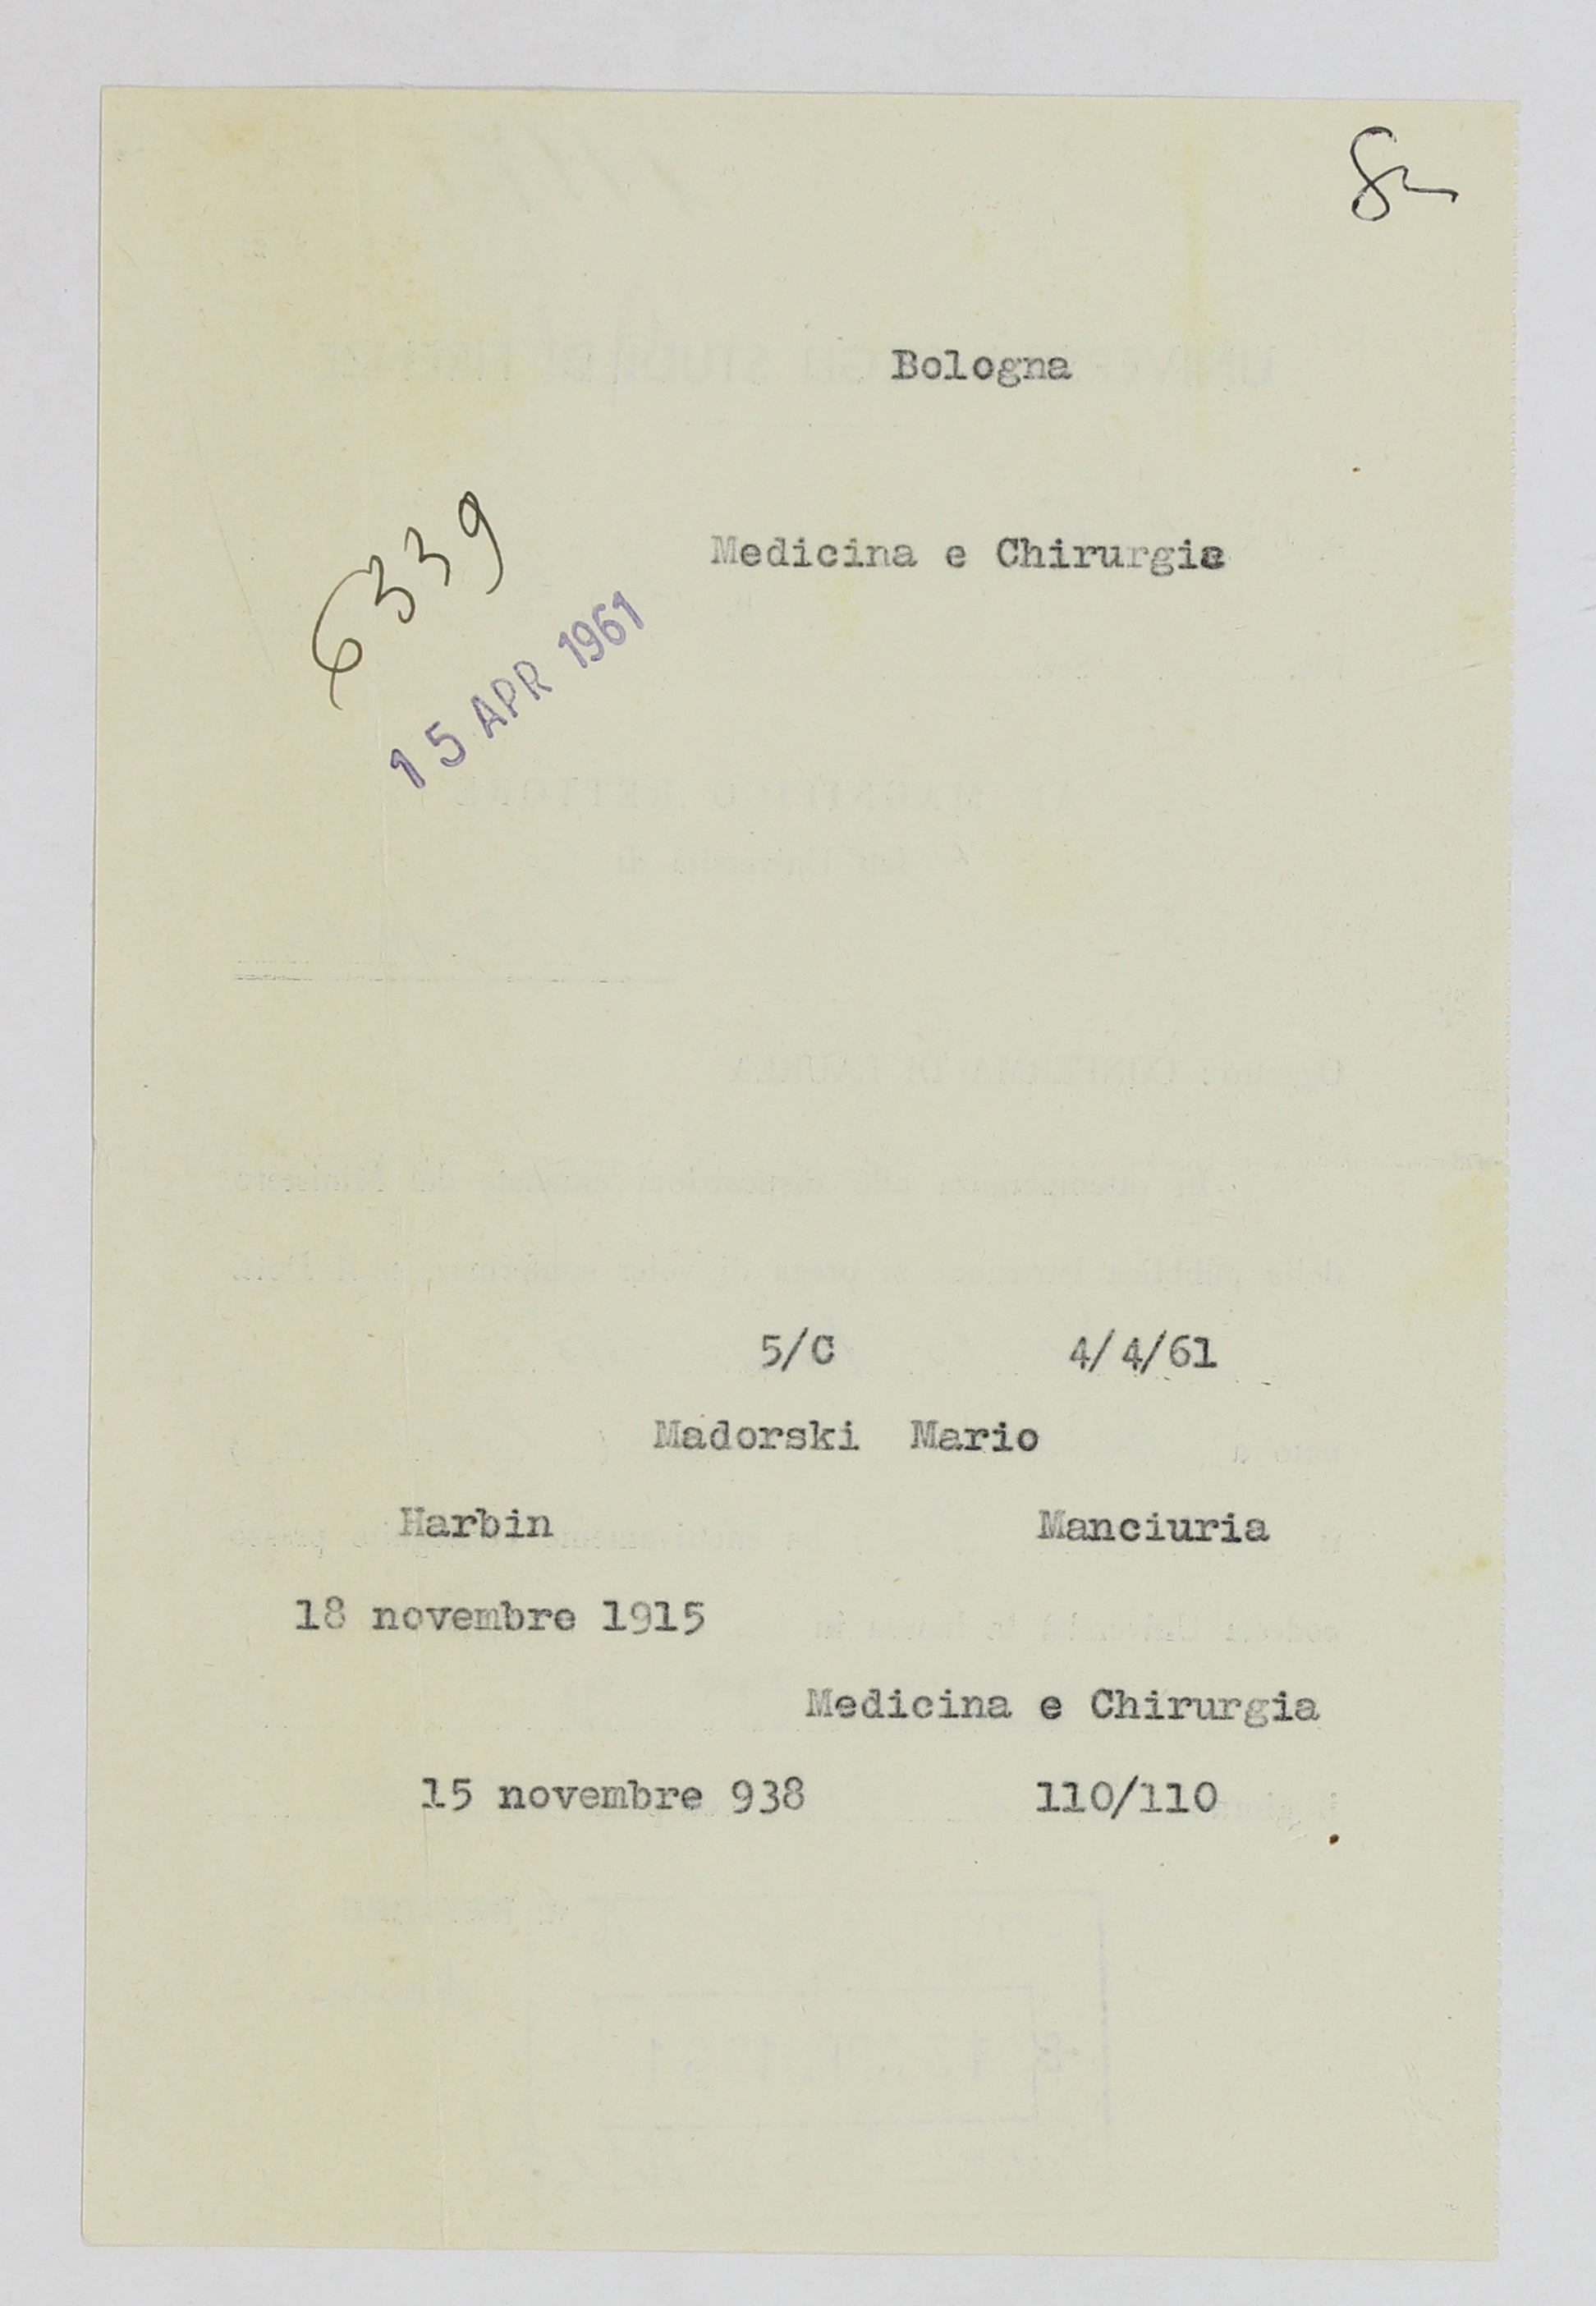 Bologna
6339
Medicina e Chirurgia
15 APR 1961
5/C 4/4/61
Madorski Mario
Harbin Manciuria
18 novembre 1915
Medicina e Chirurgia
15 novembre 938 110/110